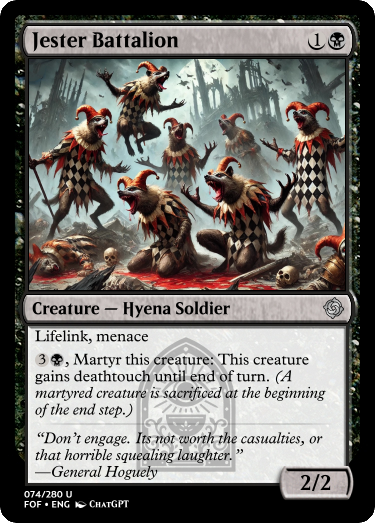 Jester Battalion 1
Creature — Hyena Soldier
Lifelink, menace
3, Martyr this creature: This creature
gains deathtouch until end of turn. (A
martyred creature is sacrificed at the beginning
of the end step.)
“Don’t engage. Its not worth the casualties, or
that horrible squealing laughter.”
—General Hoguely
2/2
074/280 U
FOF • ENG ChatGPT